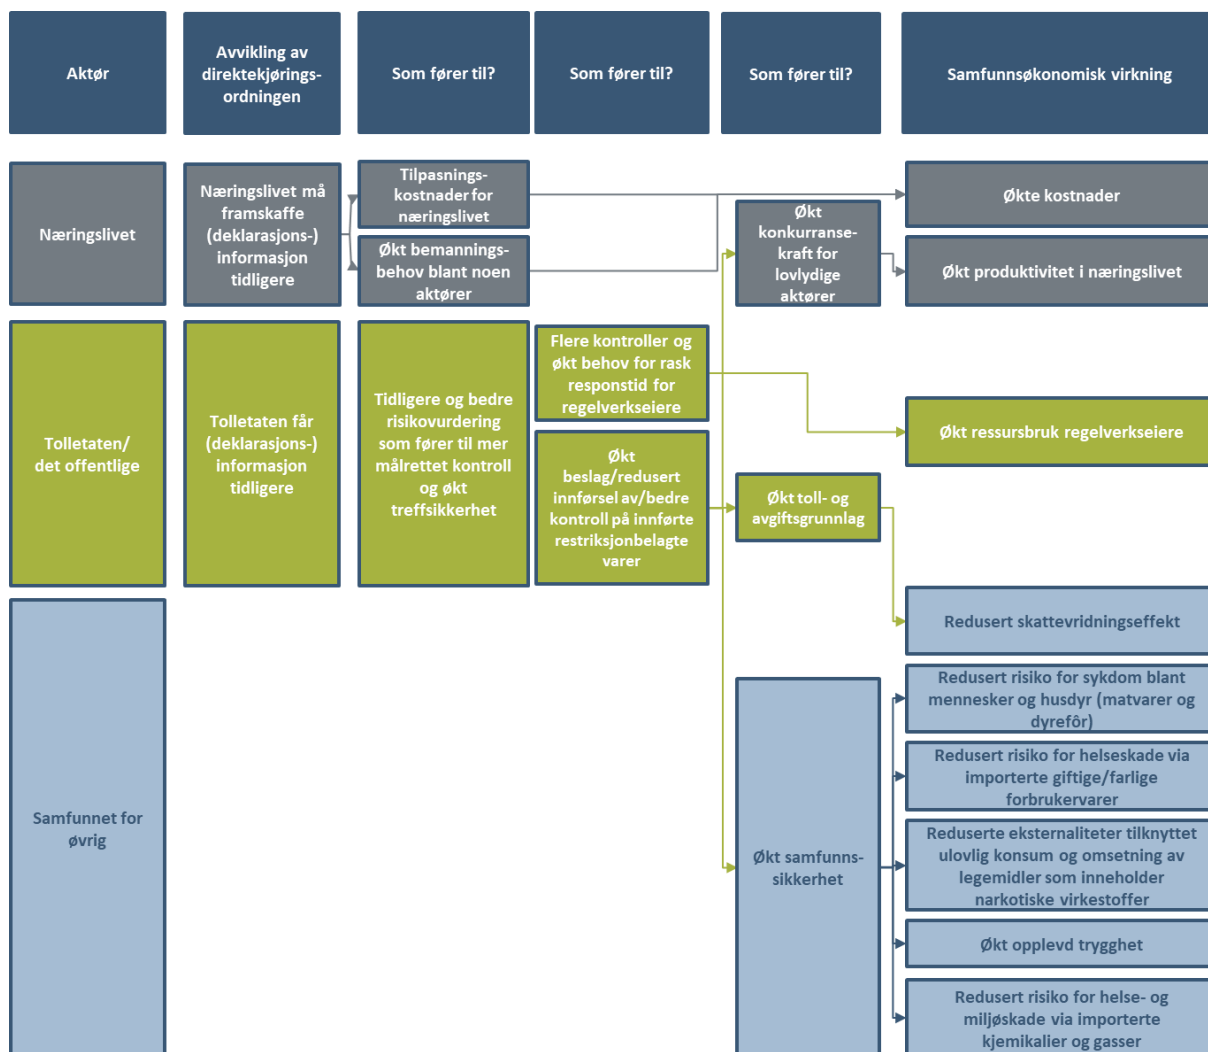 Aktør
Avvikling av
direktekjørings-
ordningen
Som fører til?
Som fører til?
Som fører til?
Samfunnsøkonomisk virkning
Næringslivet
Næringslivet må
framskaffe
(deklarasjons-)
informasjon
tidligere
Tilpasnings-
kostnader for
næringslivet
Økt bemannings-
behov blant noen
aktører
Økt
konkurranse-
kraft for
lovlydige
aktører
Økte kostnader
Økt produktivitet i næringslivet
Tolletaten/
det offentlige
Tolletaten får
(deklarasjons-)
informasjon
tidligere
Tidligere og bedre
risikovurdering
som fører til mer
målrettet kontroll
og økt
treffsikkerhet
Flere kontroller og
økt behov for rask
responstid for
regelverkseiere
Økt
beslag/redusert
innførsel av/bedre
kontroll på innførte
restriksjonbelagte
varer
Økt toll- og
avgiftsgrunnlag
Økt ressursbruk regelverkseiere
Samfunnet for
øvrig
Økt samfunns-
sikkerhet
Redusert skattevridningseffekt
Redusert risiko for sykdom blant
mennesker og husdyr (matvarer og
dyrefôr)
Redusert risiko for helseskade via
importerte giftige/farlige
forbrukervarer
Reduserte eksternaliteter tilknyttet
ulovlig konsum og omsetning av
legemidler som inneholder
narkotiske virkestoffer
Økt opplevd trygghet
Redusert risiko for helse- og
miljøskade via importerte
kjemikalier og gasser